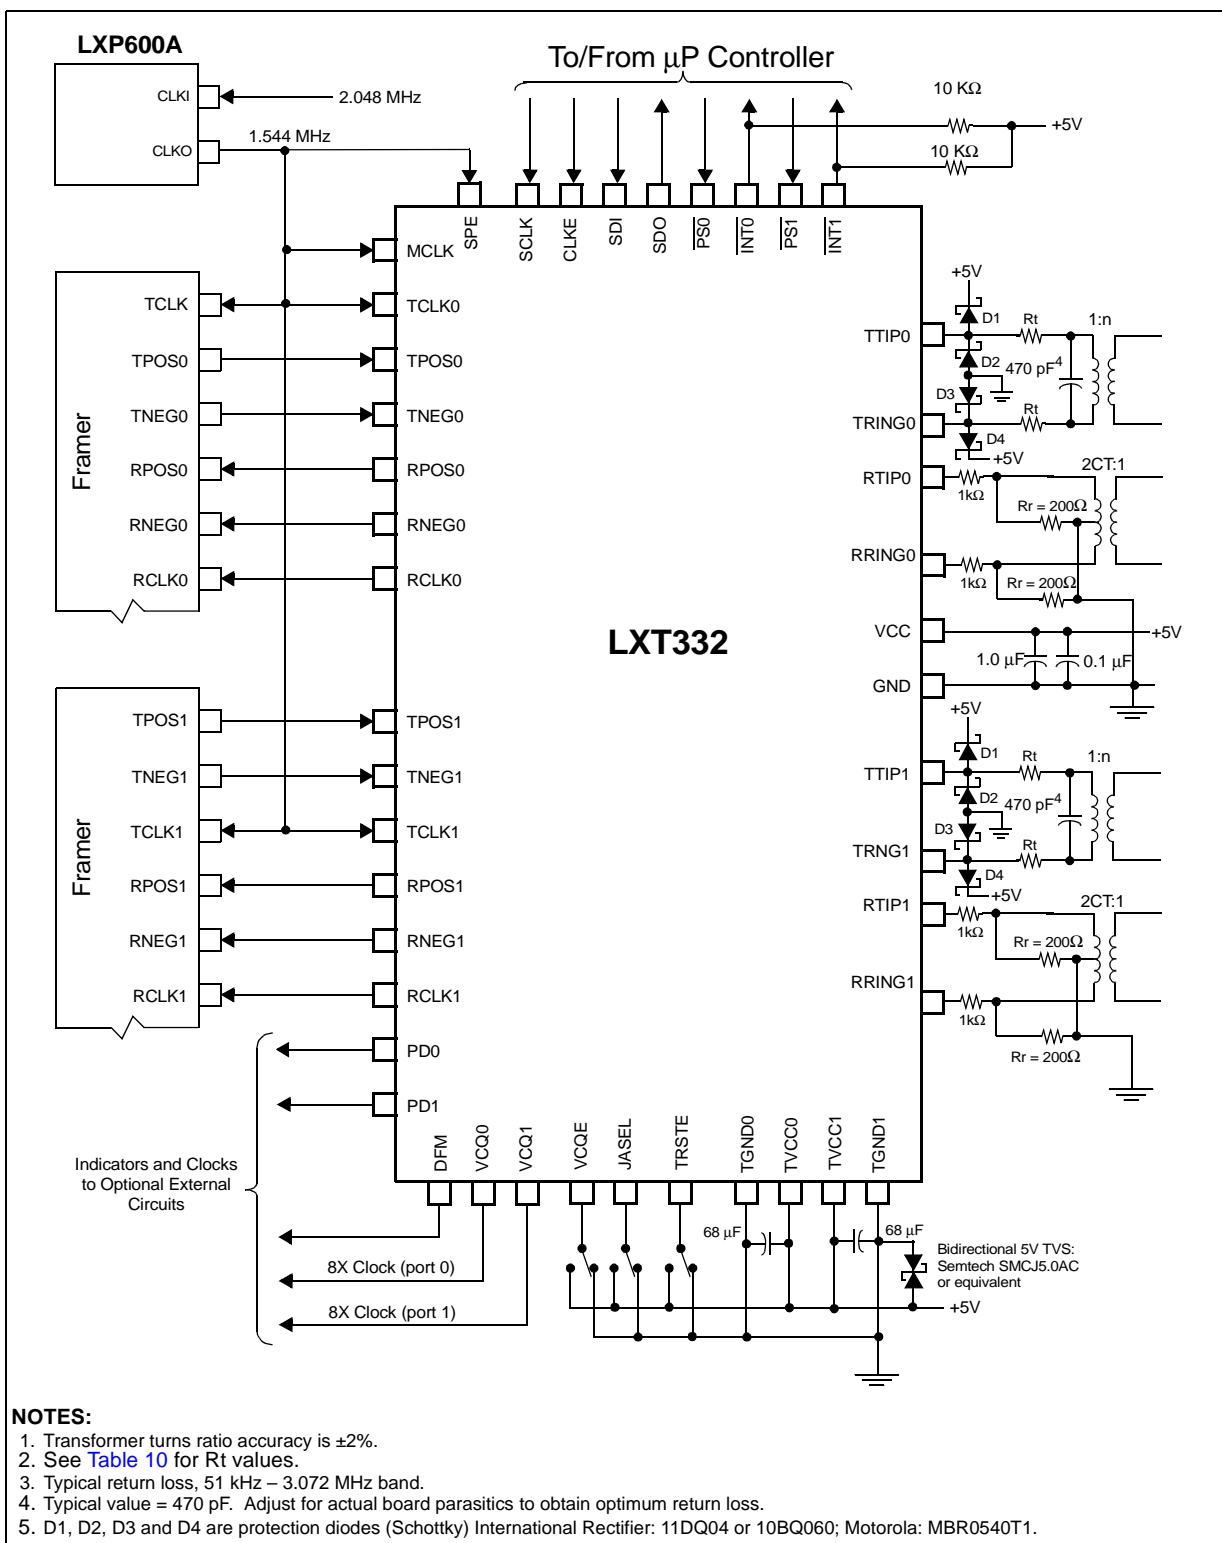 LXP600A
To/From µP Controller
CLKI
2.048 MHz
10 KΩ
+5V
CLKO
1.544 MHz
10 KΩ
SPE
SCLK
CLKE
SDI
SDO
PS0
INT0
PS1
INT1
MCLK
Framer
TCLK
TPOS0
TNEG0
RPOS0
RNEG0
RCLK0
TCLK0
TPOS0
TNEG0
RPOS0
RNEG0
RCLK0
LXT332
TTIP0
TRING0
RTIP0
RRING0
VCC
GND
+5V
D1
Rt
1:n
D2
470 pF4
D3
Rt
D4
+5V
2CT:1
1kΩ
Rr = 200Ω
1kΩ
Rr = 200Ω
+5V
1.0 µF
0.1 µF
Framer
TPOS1
TNEG1
TCLK1
RPOS1
RNEG1
RCLK1
TPOS1
TNEG1
TCLK1
RPOS1
RNEG1
RCLK1
PD0
PD1
TTIP1
TRNG1
RTIP1
RRING1
+5V
D1
Rt
1:n
D2
470 pF4
D3
Rt
D4
+5V
2CT:1
1kΩ
Rr = 200Ω
1kΩ
Rr = 200Ω
DFM
VCQ0
VCQ1
VCQE
JASEL
TRSTE
TGND0
TVCC0
TVCC1
TGND1
Indicators and Clocks
to Optional External
Circuits
8X Clock (port 0)
8X Clock (port 1)
68 µF
68 µF
Bidirectional 5V TVS:
Semtech SMCJ5.0AC
or equivalent
+5V
NOTES:
1. Transformer turns ratio accuracy is ±2%.
2. See Table 10 for Rt values.
3. Typical return loss, 51 kHz – 3.072 MHz band.
4. Typical value = 470 pF. Adjust for actual board parasitics to obtain optimum return loss.
5. D1, D2, D3 and D4 are protection diodes (Schottky) International Rectifier: 11DQ04 or 10BQ060; Motorola: MBR0540T1.